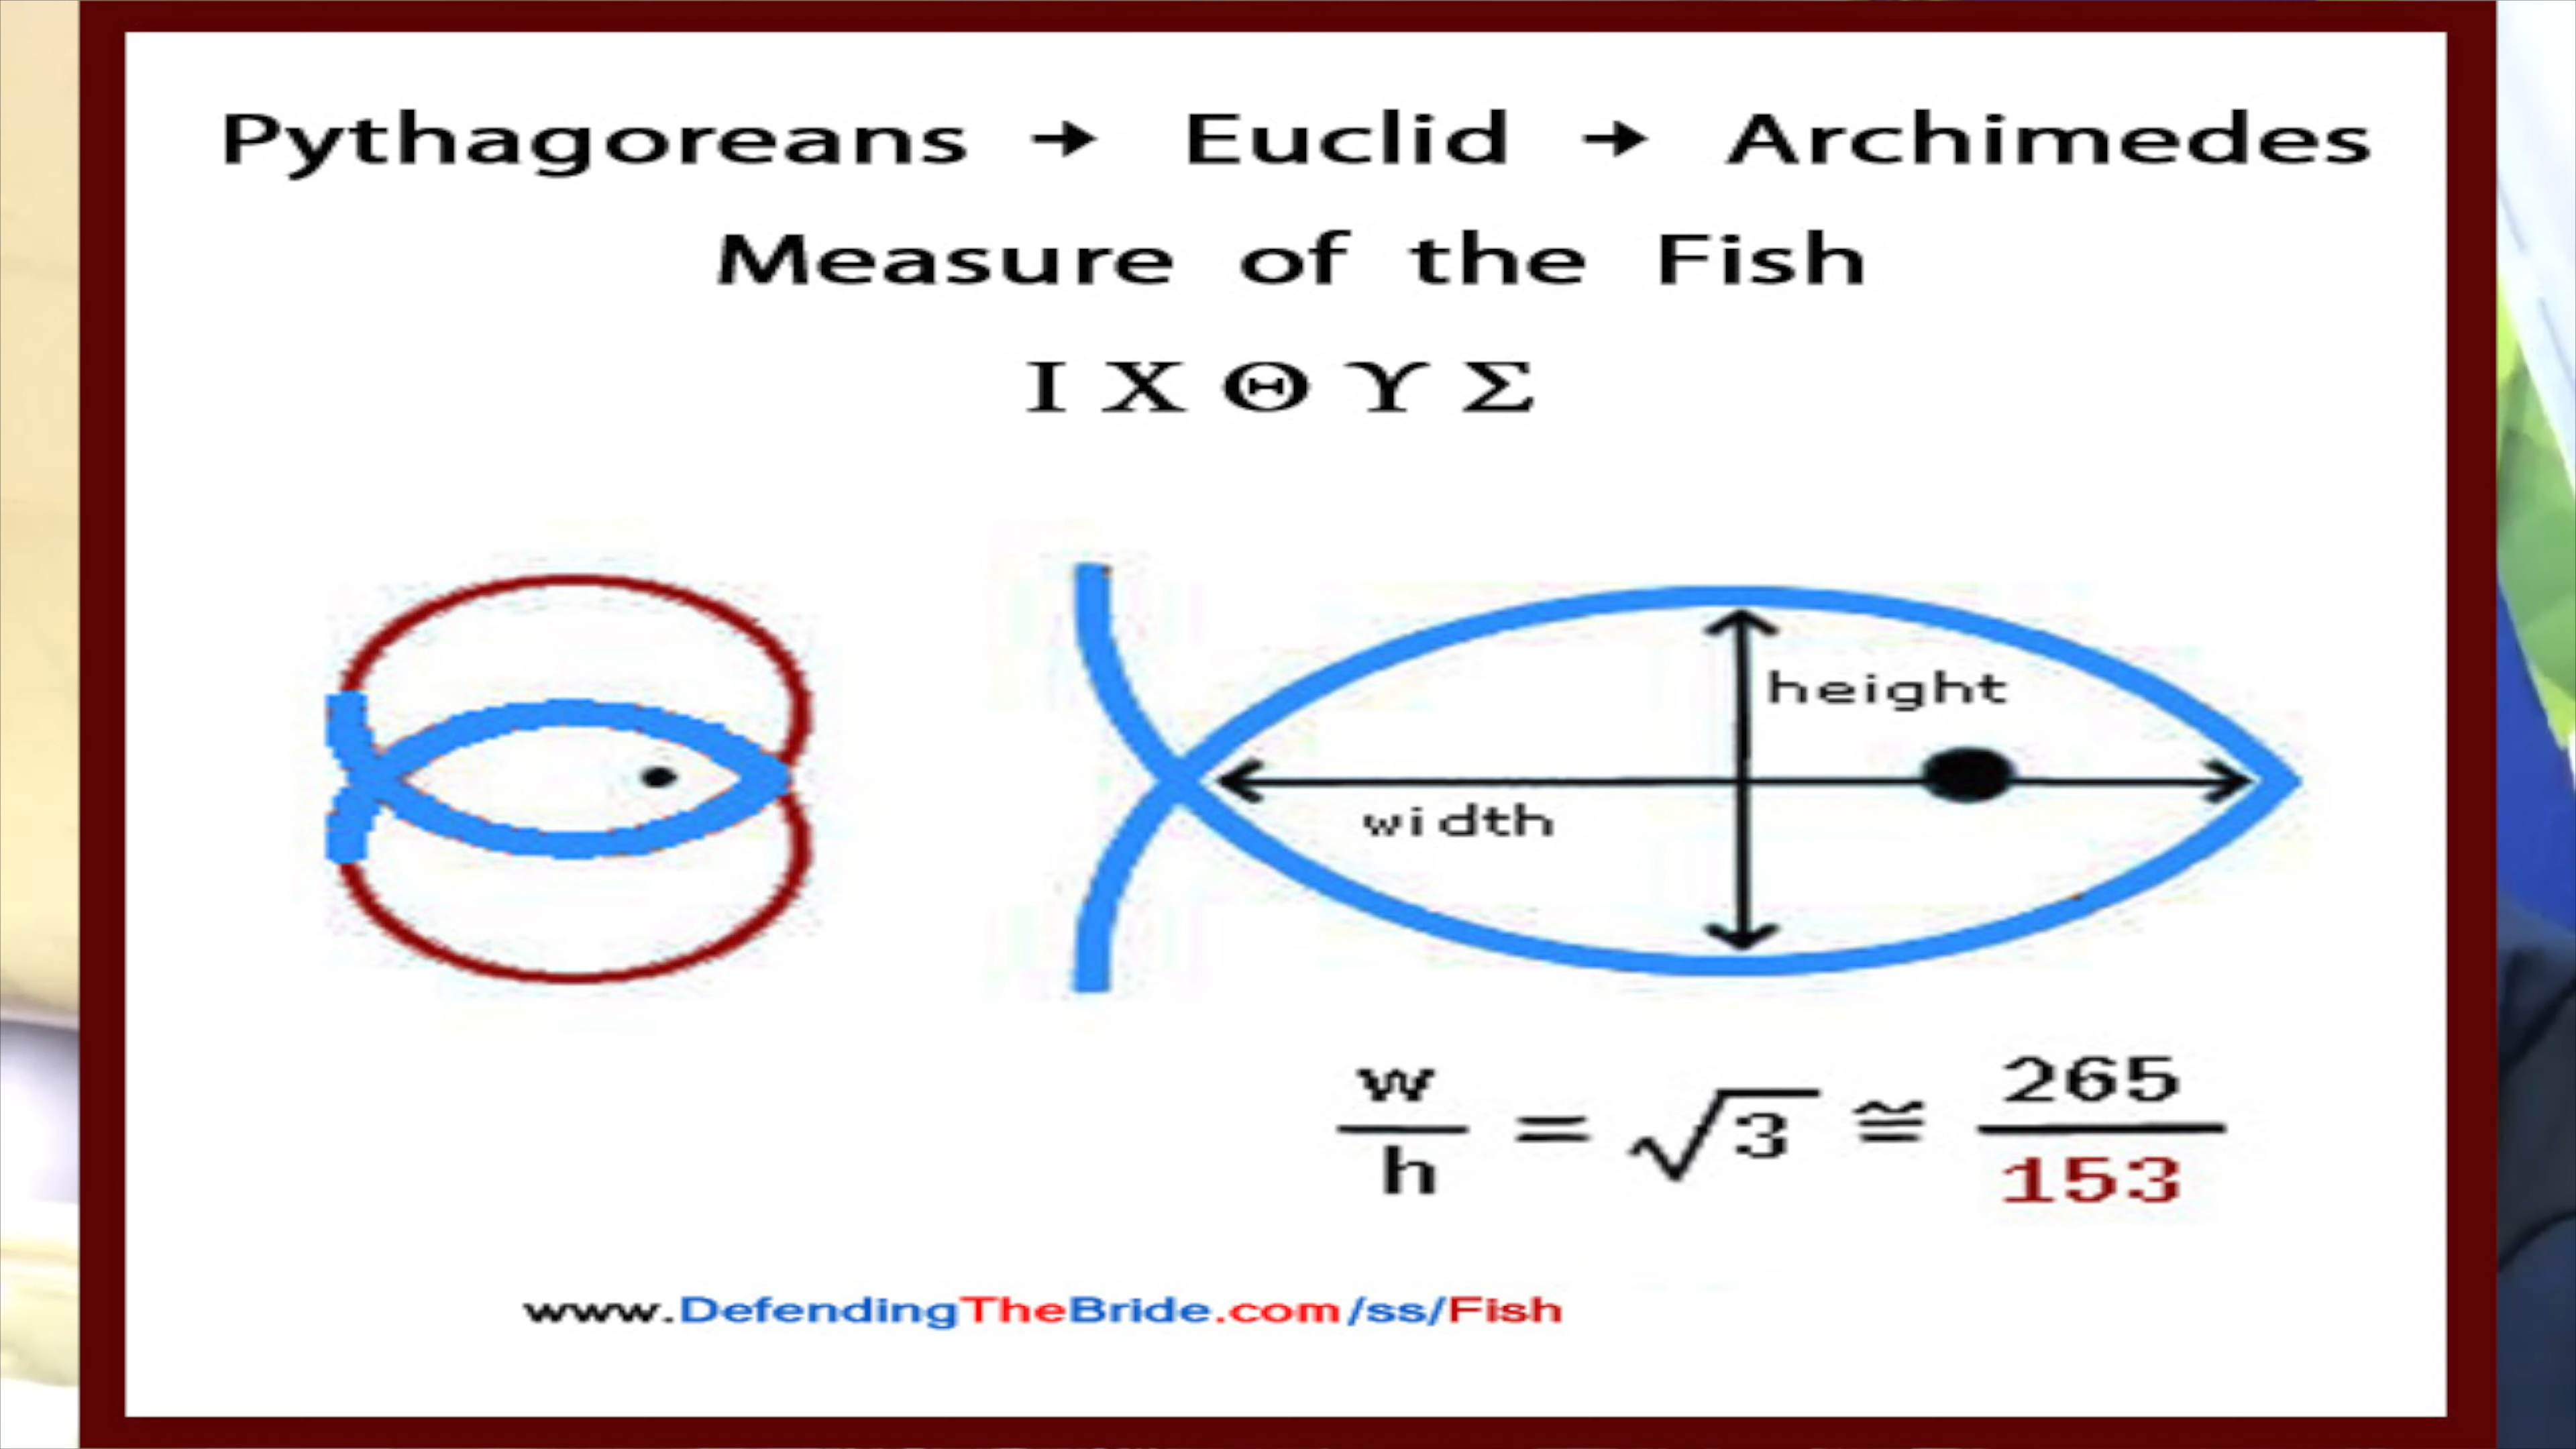 Pythagoreans → Euclid → Archimedes
Measure of the Fish
Ι Χ Θ ϒ Σ
height
width
w/h = √3 ≅ 265/153
www.DefendingTheBride.com/ss/Fish